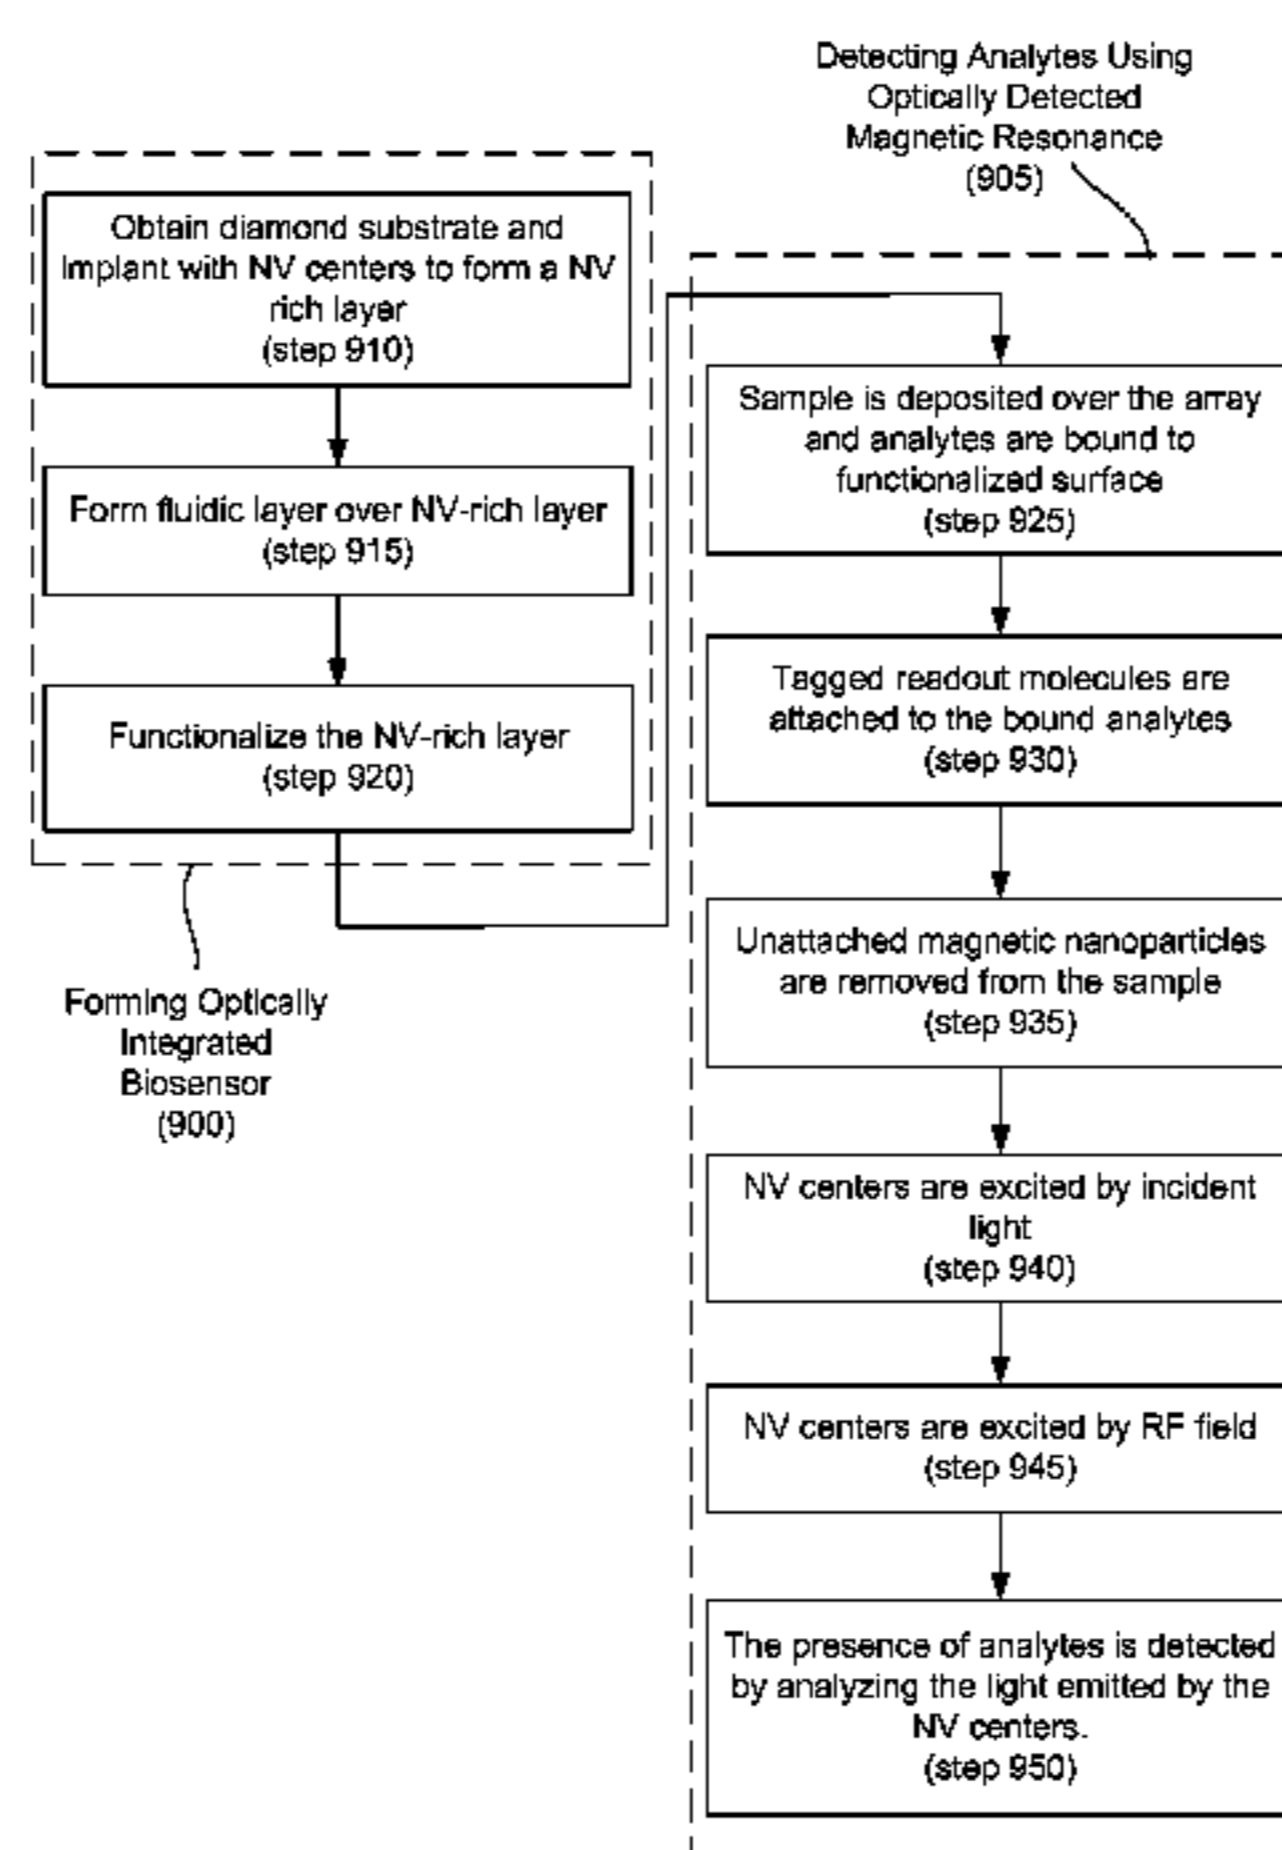 Obtain diamond substrate and
Implant with NV centers to form a NV
rich layer
(step 910)
Form fluidic layer over NV-rich layer
(step 915)
Functionalize the NV-rich layer
(step 920)
Forming Optically
Integrated
Biosensor
(900)
Detecting Analytes Using
Optically Detected
Magnetic Resonance
(905)
Sample is deposited over the array
and analytes are bound to
functionalized surface
(step 925)
Tagged readout molecules are
attached to the bound analytes
(step 930)
Unattached magnetic nanoparticles
are removed from the sample
(step 935)
NV centers are excited by incident
light
(step 940)
NV centers are excited by RF field
(step 945)
The presence of analytes is detected
by analyzing the light emitted by the
NV centers.
(step 950)